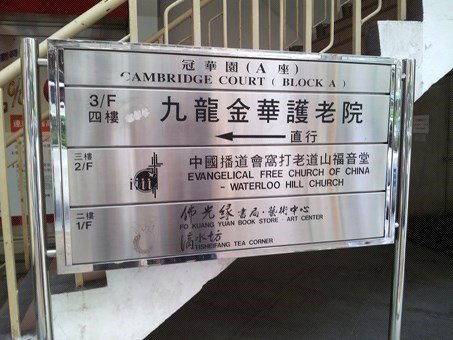 冠華園(A座)
CAMBRIDGE COURT (BLOCK A)
3/F
四樓
九龍金華護老院
直行
三樓
2/F
中國播道會窩打老道山福音堂
EVANGELICAL FREE CHURCH OF CHINA
- WATERLOO HILL CHURCH
二樓
1/F
佛光緣書局·藝術中心
FO KUANG YUAN BOOK STORE · ART CENTER
滴水坊
TISHEIFANG TEA CORNER